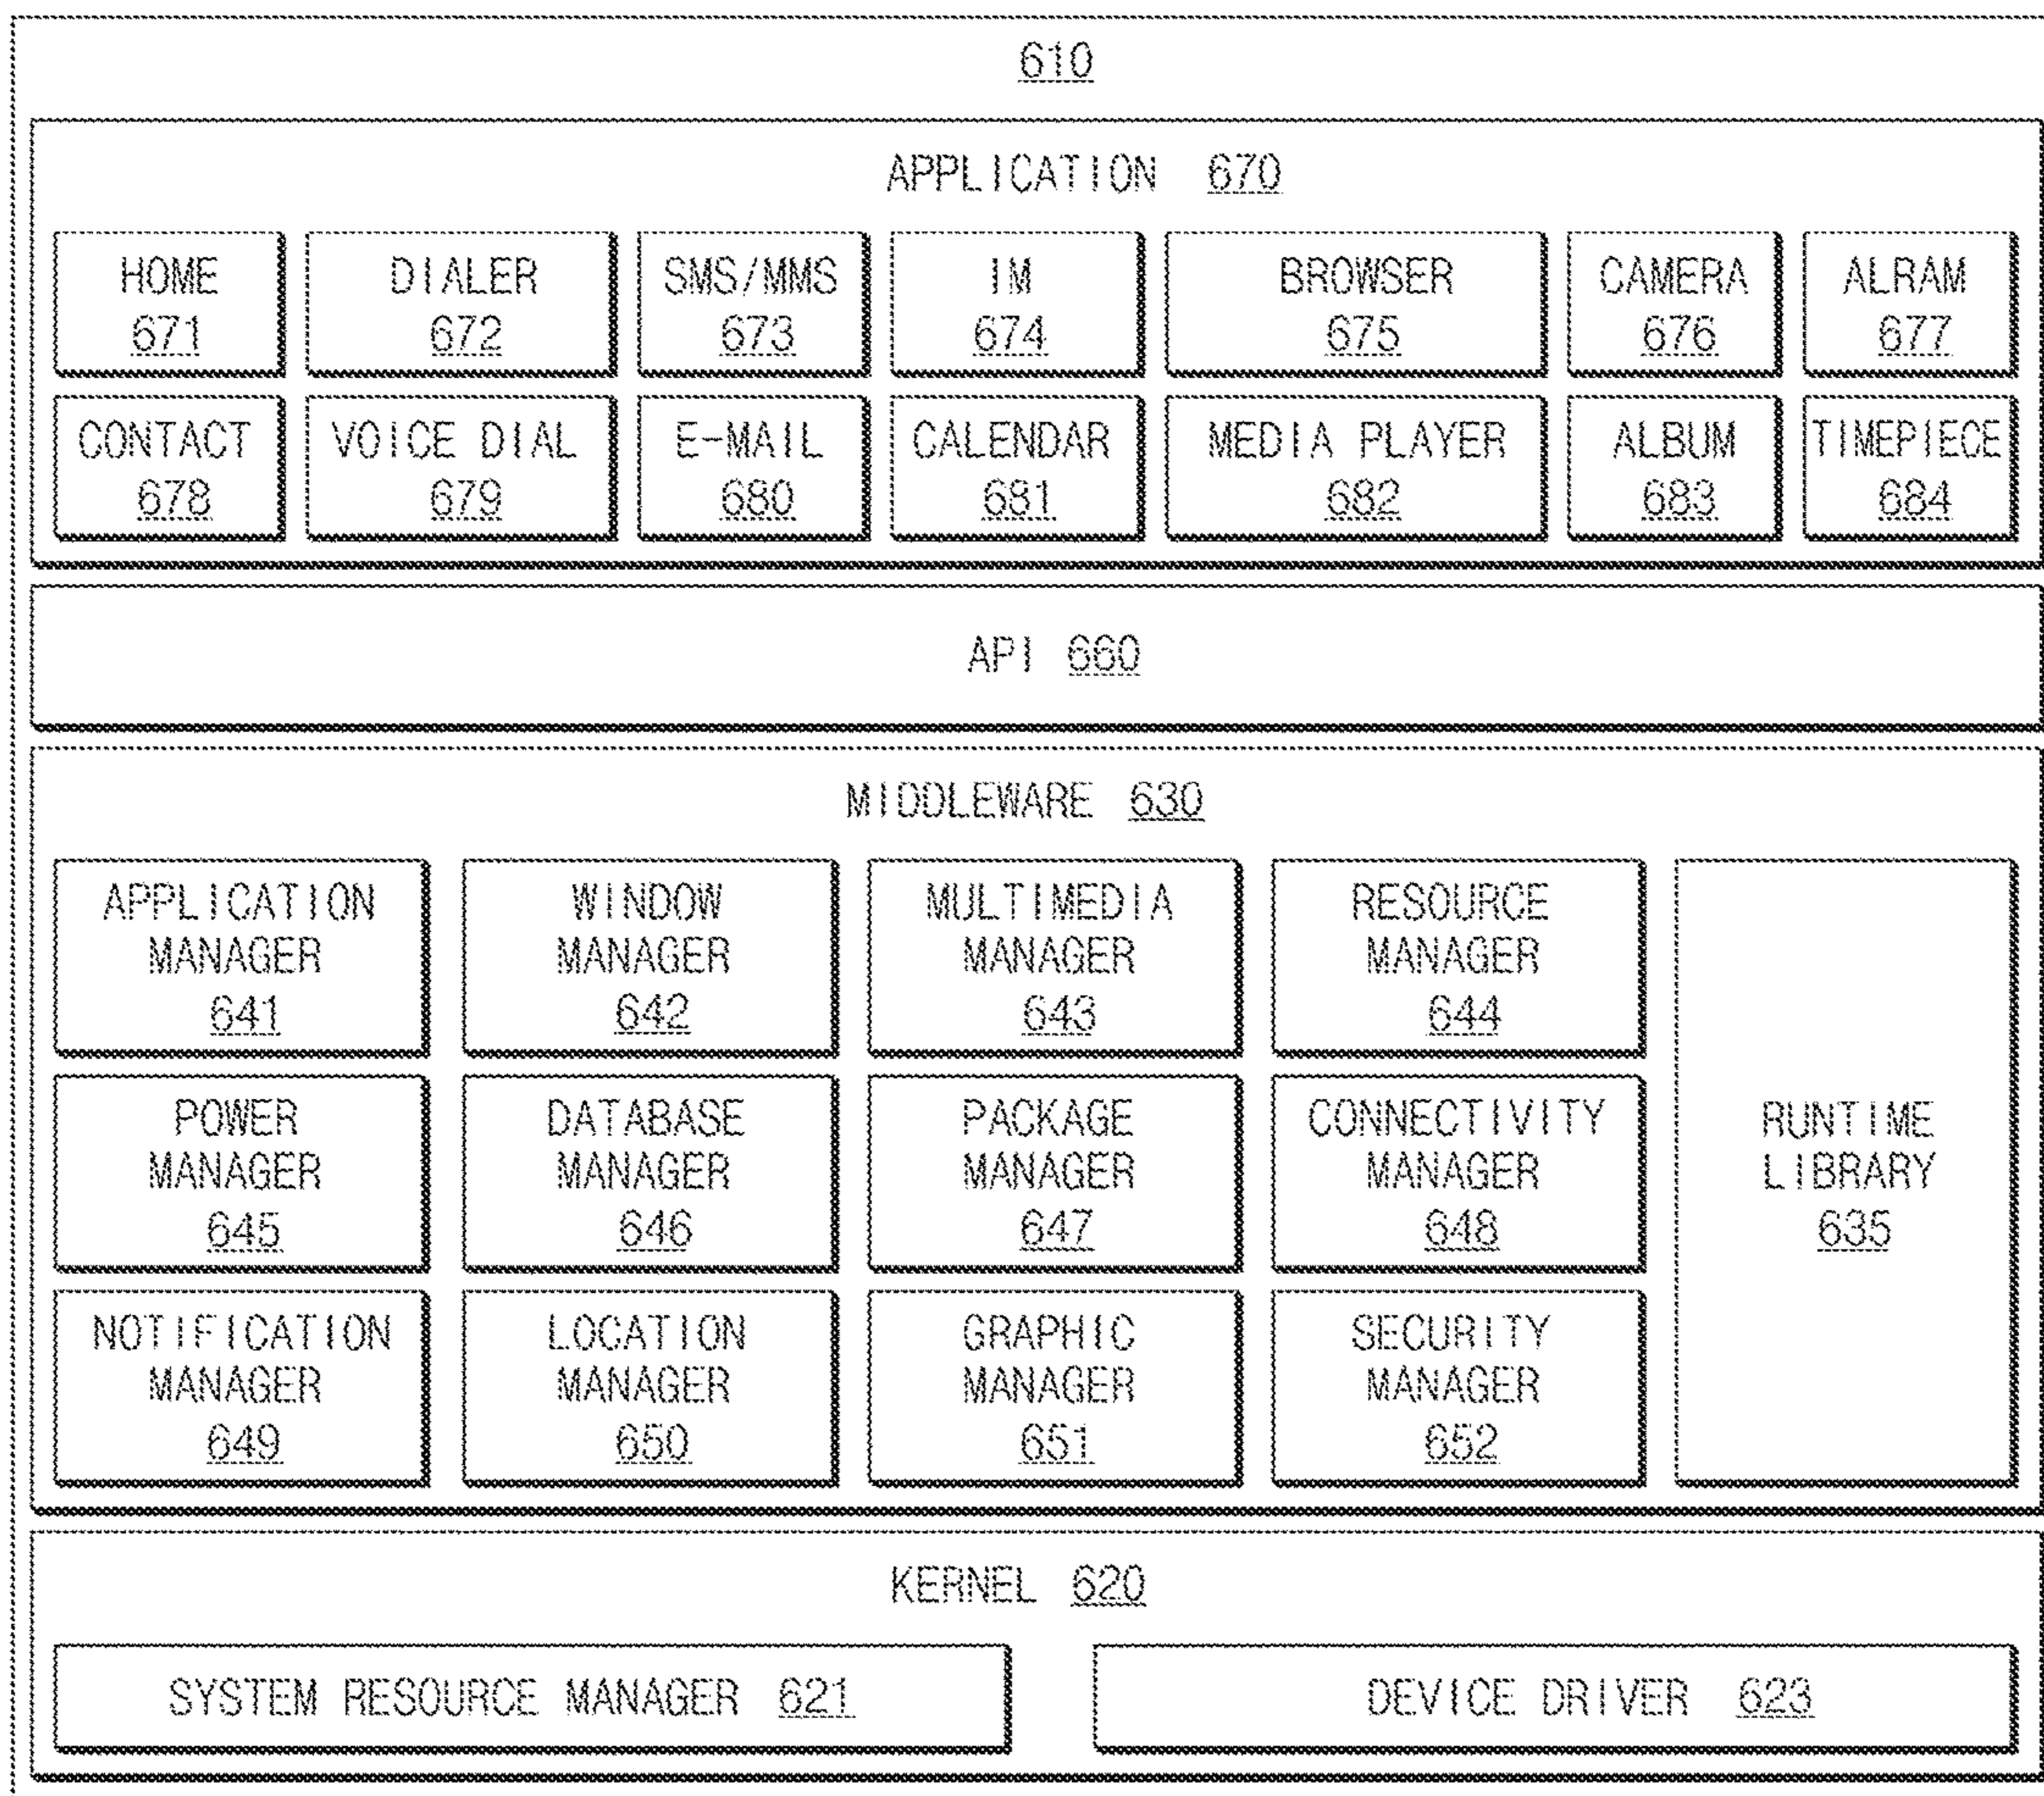 610
APPLICATION 670
HOME DIALER SMS/MMS IM BROWSER CAMERA ALRAM
671 672 673 674 675 676 677
CONTACT VOICE DIAL E-MAIL CALENDAR MEDIA PLAYER ALBUM TIMEPIECE
678 679 680 681 682 683 684
API 660
MIDDLEWARE 630
APPLICATION
MANAGER
641
WINDOW
MANAGER
642
MULTIMEDIA
MANAGER
643
RESOURCE
MANAGER
644
POWER
MANAGER
645
DATABASE
MANAGER
646
PACKAGE
MANAGER
647
CONNECTIVITY
MANAGER
648
RUNTIME
LIBRARY
635
NOTIFICATION
MANAGER
649
LOCATION
MANAGER
650
GRAPHIC
MANAGER
651
SECURITY
MANAGER
652
KERNEL 620
SYSTEM RESOURCE MANAGER 621
DEVICE DRIVER 623